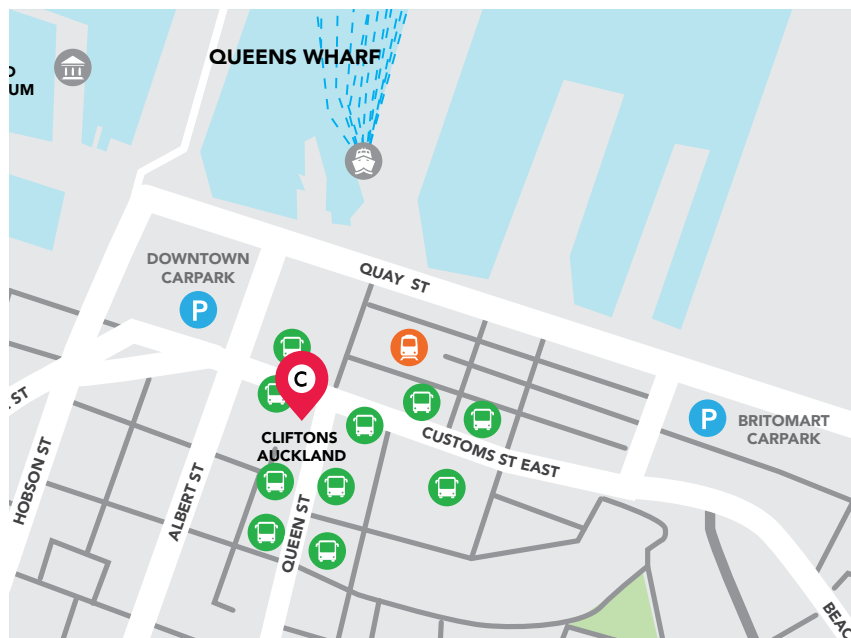 QUEENS WHARF
UM
DOWNTOWN
CARPARK
P
QUAY ST
C
CLIFTONS
AUCKLAND
P
BRITOMART
CARPARK
CUSTOMS ST EAST
ST
HOBSON ST
ALBERT ST
QUEEN ST
BEAC